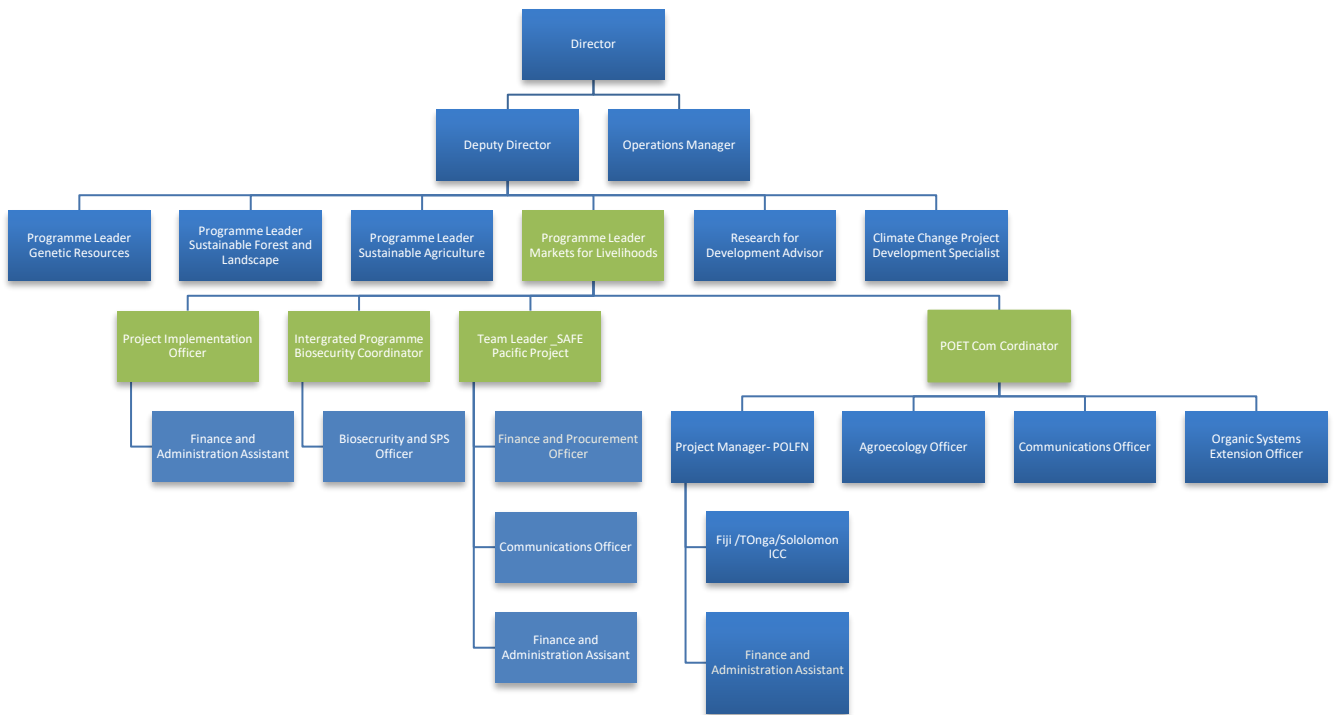 Director
Deputy Director
Operations Manager
Programme Leader
Genetic Resources
Programme Leader
Sustainable Forest and
Landscape
Programme Leader
Sustainable Agriculture
Programme Leader
Markets for Livelihoods
Research for
Development Advisor
Climate Change Project
Development Specialist
Project Implementation
Officer
Intergrated Programme
Biosecurity Coordinator
Team Leader _SAFE
Pacific Project
POET Com Cordinator
Finance and
Administration Assistant
Biosecrurity and SPS
Officer
Finance and Procurement
OFficer
Project Manager- POLFN
Agroecology Officer
Communications Officer
Organic Systems
Extension Officer
Communications Officer
Fiji /TOnga/Sololomon
ICC
Finance and
Administration Assisant
Finance and
Administration Assistant